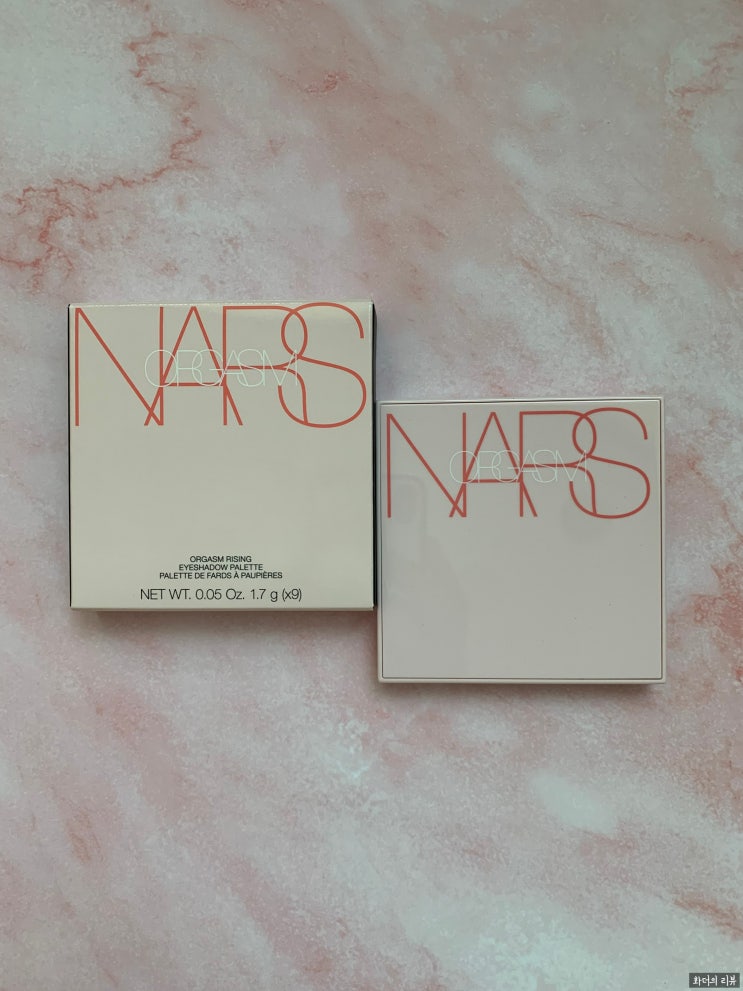 NARS
ORGASM
ORGASM RISING
EYESHADOW PALETTE
PALETTE DE FARDS À PAUPIÈRES
NET WT. 0.05 Oz. 1.7 g (x9)
NARS
ORGASM
화더의 리뷰